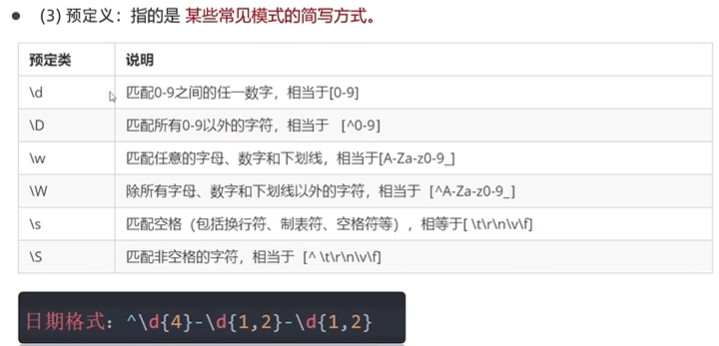 (3) 预定义：指的是 某些常见模式的简写方式。
预定类 说明
\d 匹配0-9之间的任一数字，相当于[0-9]
\D 匹配所有0-9以外的字符，相当于 [^0-9]
\w 匹配任意的字母、数字和下划线，相当于[A-Za-z0-9_]
\W 除所有字母、数字和下划线以外的字符，相当于 [^A-Za-z0-9_]
\s 匹配空格（包括换行符、制表符、空格符等），相等于[ \t\r\n\v\f]
\S 匹配非空格的字符，相当于 [^ \t\r\n\v\f]
日期格式：^\d{4}-\d{1,2}-\d{1,2}